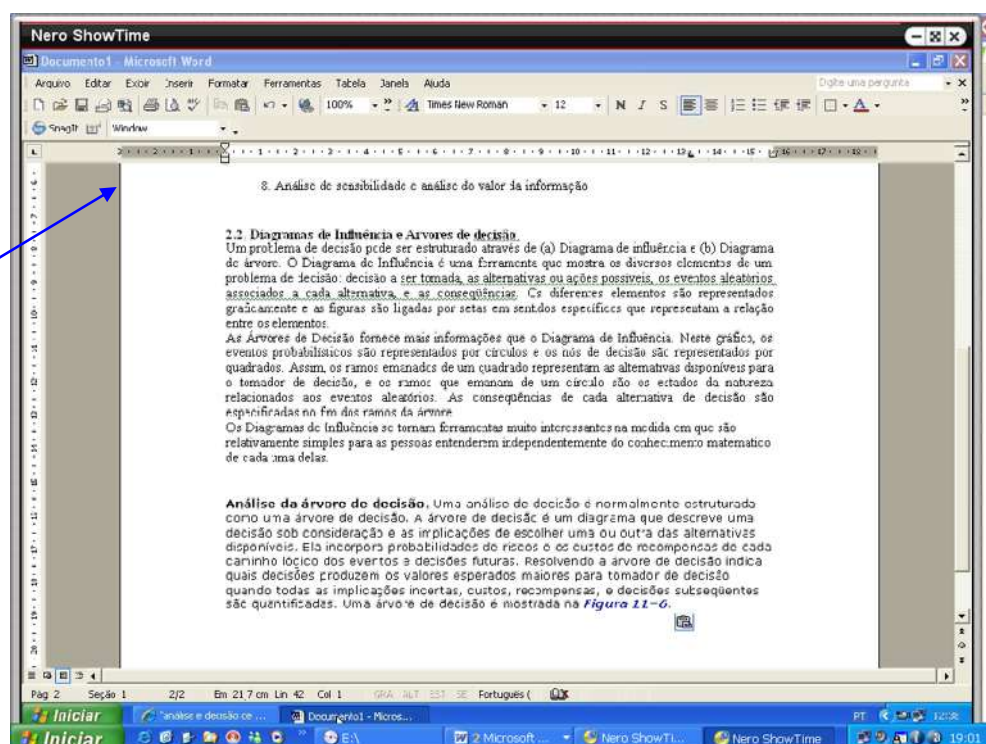 Nero ShowTime
Documento1 - Microsoft Word
Arquivo Editar Exibir Inserir Formatar Ferramentas Tabela Janela Ajuda Digite uma pergunta
100% Times New Roman 12 N I S
SnagIt Window
8. Análise de sensibilidade e análise do valor da informação
2.2. Diagramas de Influência e Arvores de decisão
Um problema de decisão pode ser estruturado através de (a) Diagrama de influência e (b) Diagrama
de árvore. O Diagrama de Influência é uma ferramenta que mostra os diversos elementos de um
problema de decisão: decisão a ser tomada, as alternativas ou ações possiveis, os eventos aleatórios
associados a cada alternativa, e as conseqüências. Os diferentes elementos são representados
graficamente e as figuras são ligadas por setas em sentidos específicos que representam a relação
entre os elementos.
As Árvores de Decisão fornece mais informações que o Diagrama de Influência. Neste gráfico, os
eventos probabilísticos são representados por círculos e os nós de decisão são representados por
quadrados. Assim, os ramos emanados de um quadrado representam as alternativas disponíveis para
o tomador de decisão, e os ramos que emanam de um círculo são os estados da natureza
relacionados aos eventos aleatórios. As conseqüências de cada alternativa de decisão são
especificadas no fim dos ramos da árvore
Os Diagramas de Influência se tornam ferramentas muito interessantes na medida em que são
relativamente simples para as pessoas entenderem independentemente do conhecimento matematico
de cada uma delas.
Análise da árvore de decisão. Uma análise de decisão é normalmente estruturada
como uma árvore de decisão. A árvore de decisão é um diagrama que descreve uma
decisão sob consideração e as implicações de escolher uma ou outra das alternativas
disponíveis. Ela incorpora probabilidades de riscos e os custos de recompensas de cada
caminho lógico dos eventos e decisões futuras. Resolvendo a árvore de decisão indica
quais decisões produzem os valores esperados maiores para tomador de decisão
quando todas as implicações incertas, custos, recompensas, e decisões subseqüentes
são quantificadas. Uma árvore de decisão é mostrada na Figura 11-6.
Pág 2 Seção 1 2/2 Em 21,7 cm Lin 42 Col 1 GRA ALT EST SE Português (
Iniciar "análise e decisão de ... Documento1 - Micros... PT
Iniciar E:\ 2 Microsoft ... Nero ShowTi... Nero ShowTime 19:01